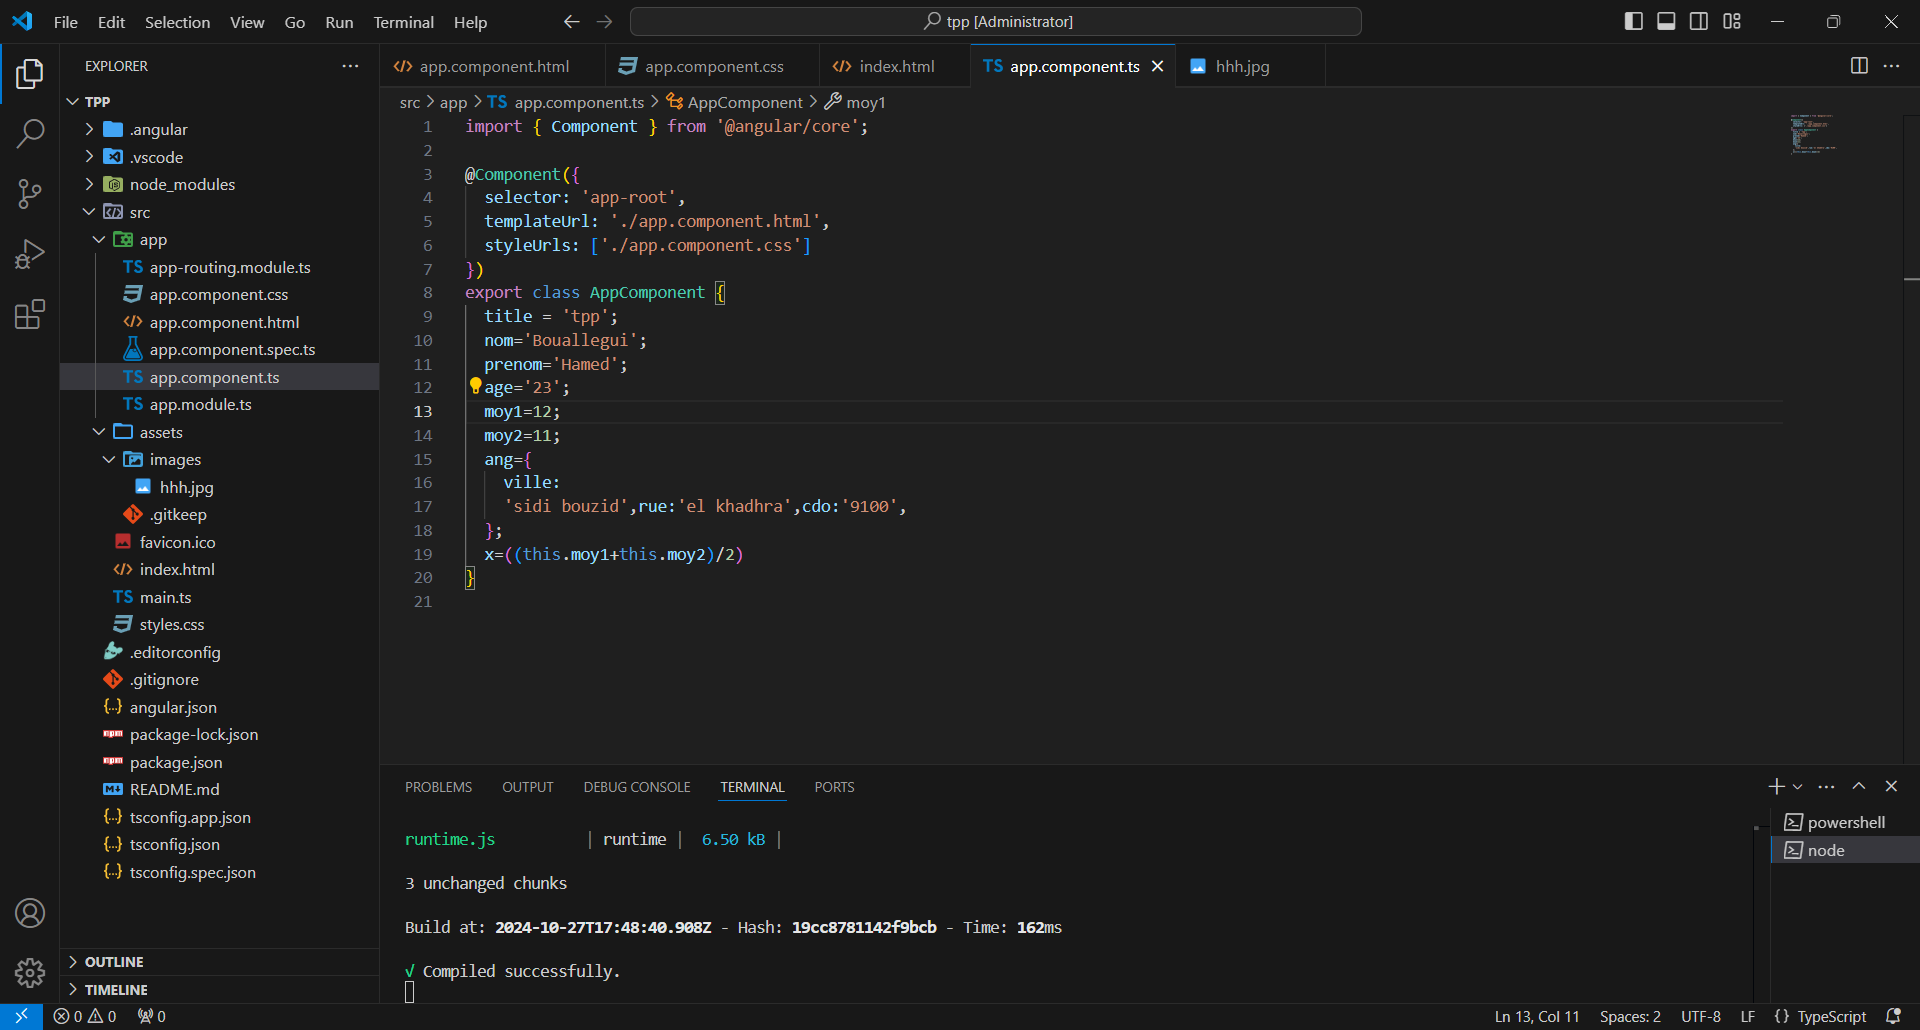 File Edit Selection View Go Run Terminal Help
tpp [Administrator]
EXPLORER
TPP
.angular
.vscode
node_modules
src
app
TS app-routing.module.ts
app.component.css
app.component.html
app.component.spec.ts
TS app.component.ts
TS app.module.ts
assets
images
hhh.jpg
.gitkeep
favicon.ico
index.html
TS main.ts
styles.css
.editorconfig
.gitignore
angular.json
package-lock.json
package.json
README.md
tsconfig.app.json
tsconfig.json
tsconfig.spec.json
OUTLINE
TIMELINE
app.component.html app.component.css index.html TS app.component.ts hhh.jpg
src > app > TS app.component.ts > AppComponent > moy1
1 import { Component } from '@angular/core';
2
3 @Component({
4 selector: 'app-root',
5 templateUrl: './app.component.html',
6 styleUrls: ['./app.component.css']
7 })
8 export class AppComponent {
9 title = 'tpp';
10 nom='Bouallegui';
11 prenom='Hamed';
12 age='23';
13 moy1=12;
14 moy2=11;
15 ang={
16 ville:
17 'sidi bouzid',rue:'el khadhra',cdo:'9100',
18 };
19 x=((this.moy1+this.moy2)/2)
20 }
21
PROBLEMS OUTPUT DEBUG CONSOLE TERMINAL PORTS
runtime.js | runtime | 6.50 kB |
3 unchanged chunks
Build at: 2024-10-27T17:48:40.908Z - Hash: 19cc8781142f9bcb - Time: 162ms
√ Compiled successfully.
powershell
node
0 0 0
Ln 13, Col 11 Spaces: 2 UTF-8 LF {} TypeScript